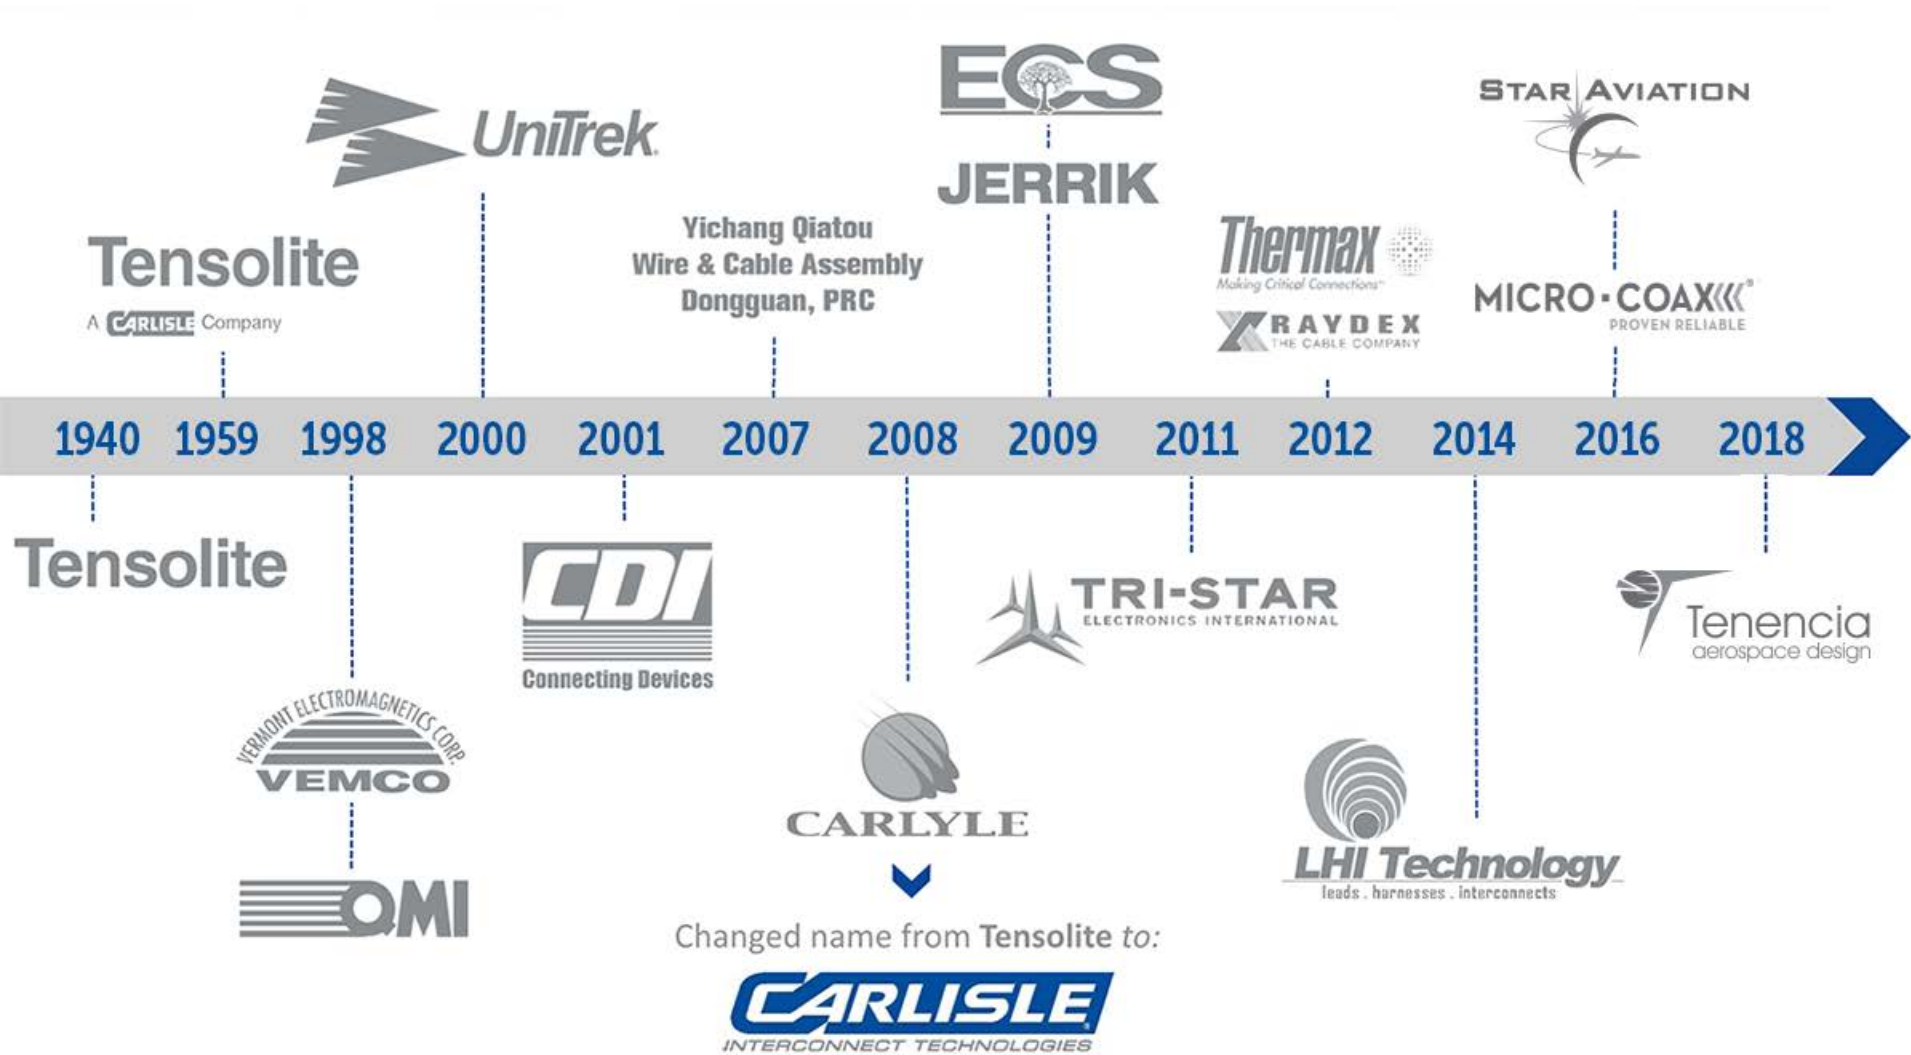 ECS
STAR AVIATION
UniTrek
JERRIK
Tensolite
A CARLISLE Company
Yichang Qiatou
Wire & Cable Assembly
Dongguan, PRC
Thermax
Making Critical Connections™
RAYDEX
THE CABLE COMPANY
MICRO·COAX®
PROVEN RELIABLE
1940 1959 1998 2000 2001 2007 2008 2009 2011 2012 2014 2016 2018
Tensolite
CDI
Connecting Devices
TRI-STAR
ELECTRONICS INTERNATIONAL
Tenencia
aerospace design
VERMONT ELECTROMAGNETICS CORP.
VEMCO
CARLYLE
LHI Technology
leads . harnesses . interconnects
QMI
Changed name from Tensolite to:
CARLISLE®
INTERCONNECT TECHNOLOGIES